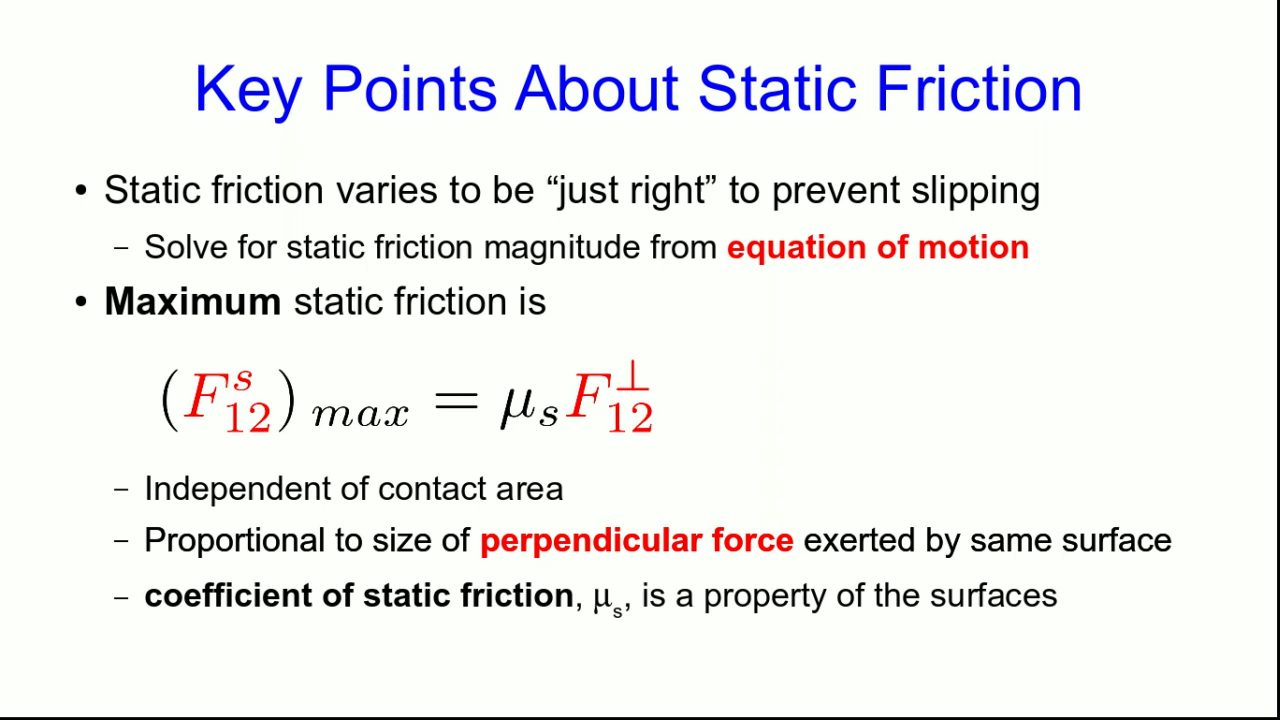 Key Points About Static Friction
• Static friction varies to be “just right” to prevent slipping
– Solve for static friction magnitude from equation of motion
• Maximum static friction is
(F^s_12)_max = μ_s F^⊥_12
– Independent of contact area
– Proportional to size of perpendicular force exerted by same surface
– coefficient of static friction, μ_s, is a property of the surfaces